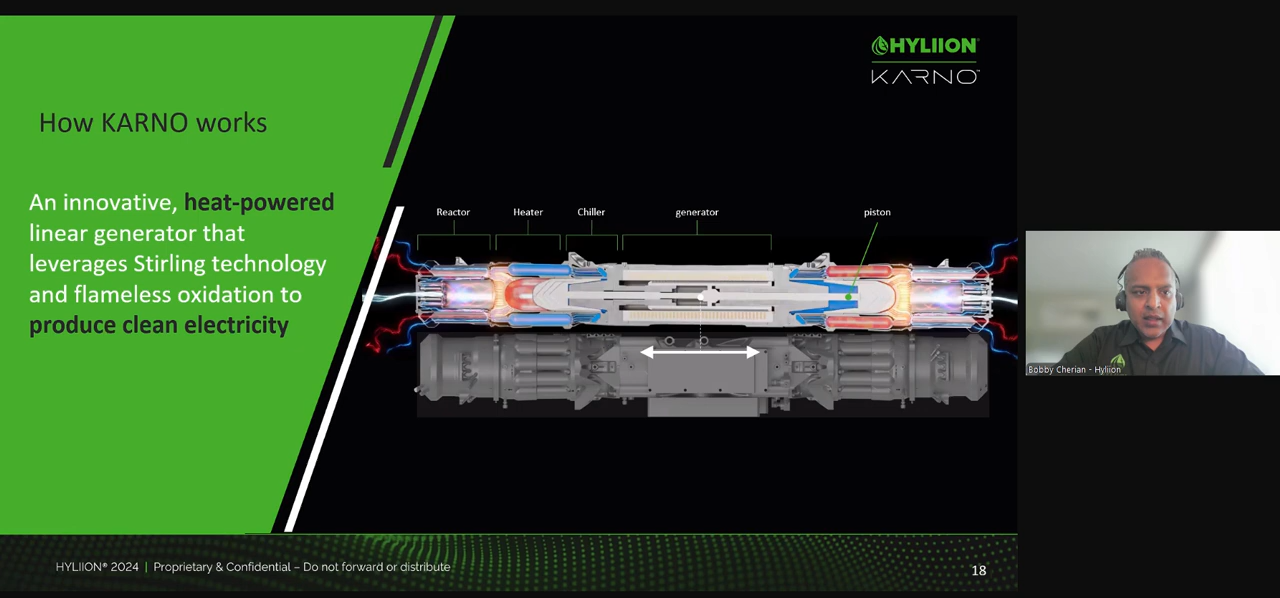 HYLIION®
KARNO™
How KARNO works
An innovative, heat-powered
linear generator that
leverages Stirling technology
and flameless oxidation to
produce clean electricity
Reactor
Heater
Chiller
generator
piston
Bobby Cherian - Hyliion
HYLIION® 2024 | Proprietary & Confidential – Do not forward or distribute
18